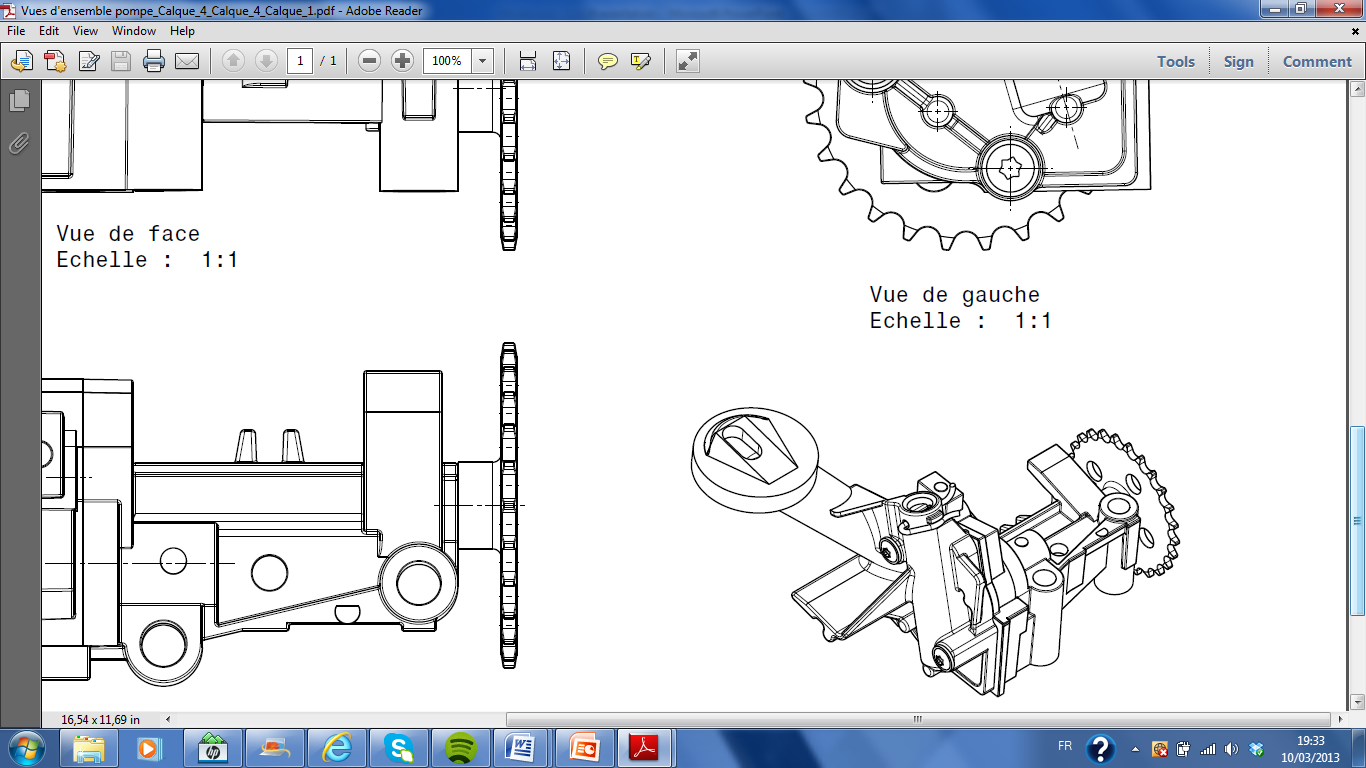 Vues d'ensemble pompe_Calque_4_Calque_4_Calque_1.pdf - Adobe Reader
File Edit View Window Help
1 / 1 100% Tools Sign Comment
Vue de face
Echelle : 1:1
Vue de gauche
Echelle : 1:1
16,54 x 11,69 in
FR 19:33
10/03/2013